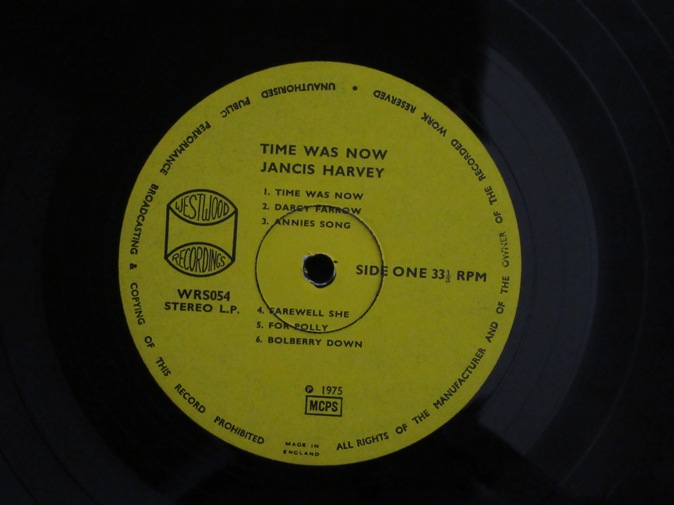 TIME WAS NOW
JANCIS HARVEY
1. TIME WAS NOW
2. DARCY FARROW
3. ANNIES SONG
WESTWOOD
RECORDINGS
WRS054
STEREO L.P.
SIDE ONE 33⅓ RPM
4. FAREWELL SHE
5. FOR POLLY
6. BOLBERRY DOWN
℗ 1975
MCPS
MADE IN
ENGLAND
ALL RIGHTS OF THE MANUFACTURER AND OF THE OWNER OF THE RECORDED WORK RESERVED • UNAUTHORISED PUBLIC PERFORMANCE BROADCASTING & COPYING OF THIS RECORD PROHIBITED